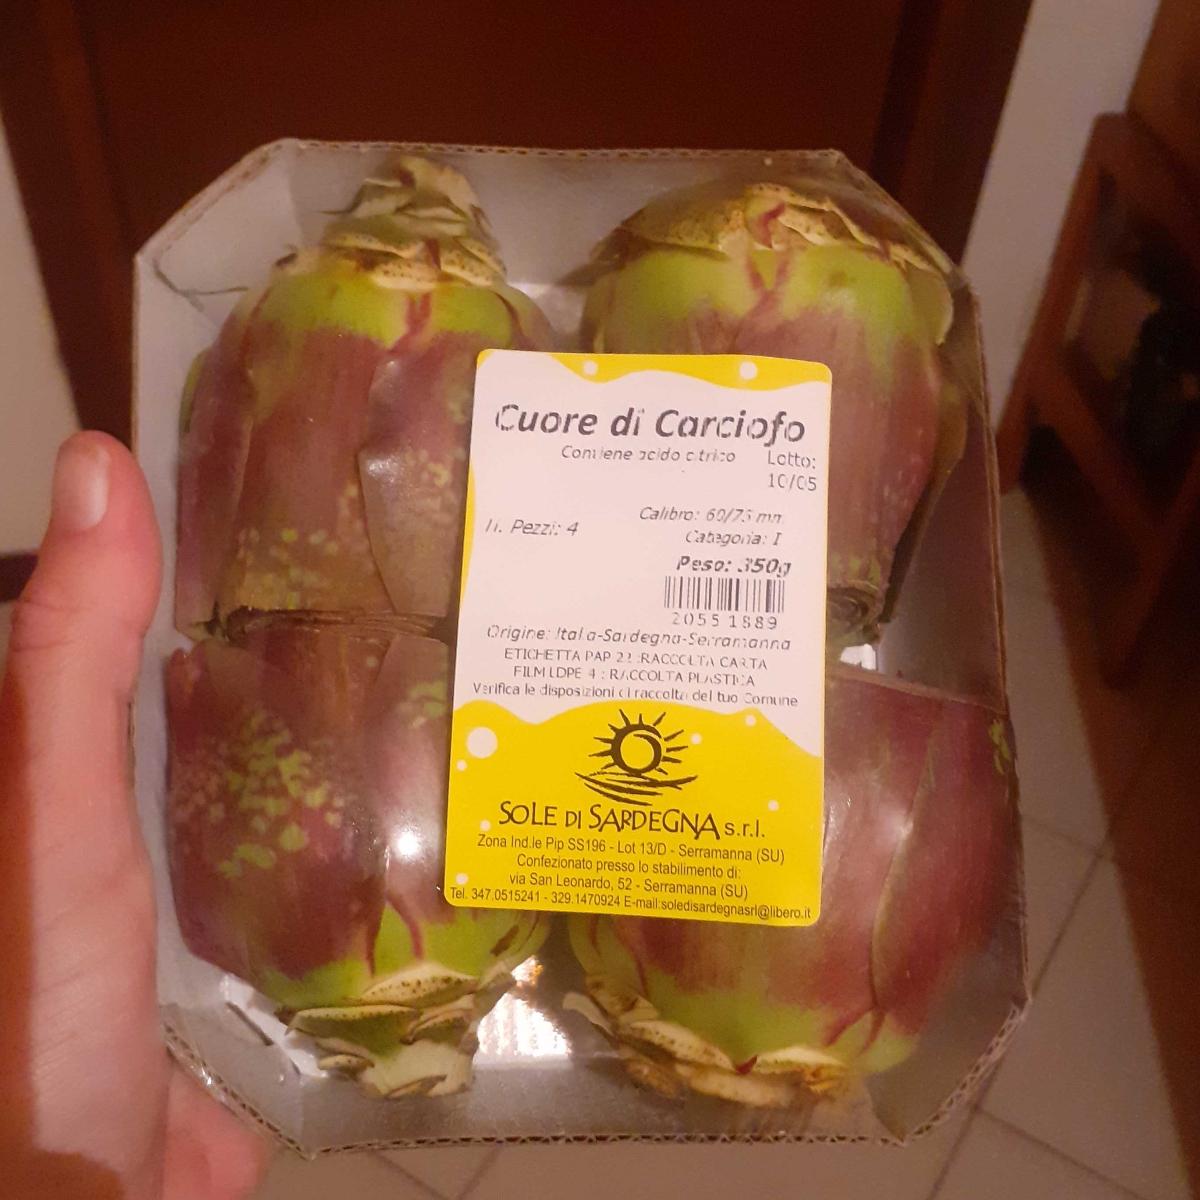 Cuore di Carciofo
Contiene acido citrico
Lotto:
10/05
Calibro: 60/75 mm
N. Pezzi: 4
Categoria: I
Peso: 350g
2055 1889
Origine: Italia-Sardegna-Serramanna
ETICHETTA PAP 22 :RACCOLTA CARTA
FILM LDPE 4 : RACCOLTA PLASTICA
Verifica le disposizioni di raccolta del tuo Comune
SOLE DI SARDEGNA s.r.l.
Zona Ind.le Pip SS196 - Lot 13/D - Serramanna (SU)
Confezionato presso lo stabilimento di:
via San Leonardo, 52 - Serramanna (SU)
Tel. 347.0515241 - 329.1470924 E-mail:soledisardegnasrl@libero.it